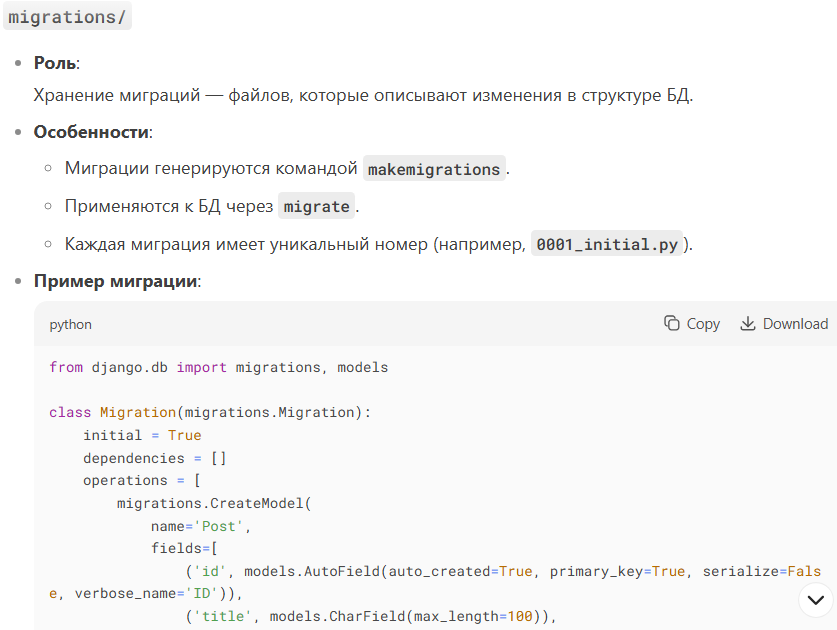 migrations/
Роль:
Хранение миграций — файлов, которые описывают изменения в структуре БД.
Особенности:
Миграции генерируются командой makemigrations.
Применяются к БД через migrate.
Каждая миграция имеет уникальный номер (например, 0001_initial.py).
Пример миграции:
python Copy Download
from django.db import migrations, models
class Migration(migrations.Migration):
    initial = True
    dependencies = []
    operations = [
        migrations.CreateModel(
            name='Post',
            fields=[
                ('id', models.AutoField(auto_created=True, primary_key=True, serialize=Fals
e, verbose_name='ID')),
                ('title', models.CharField(max_length=100)),